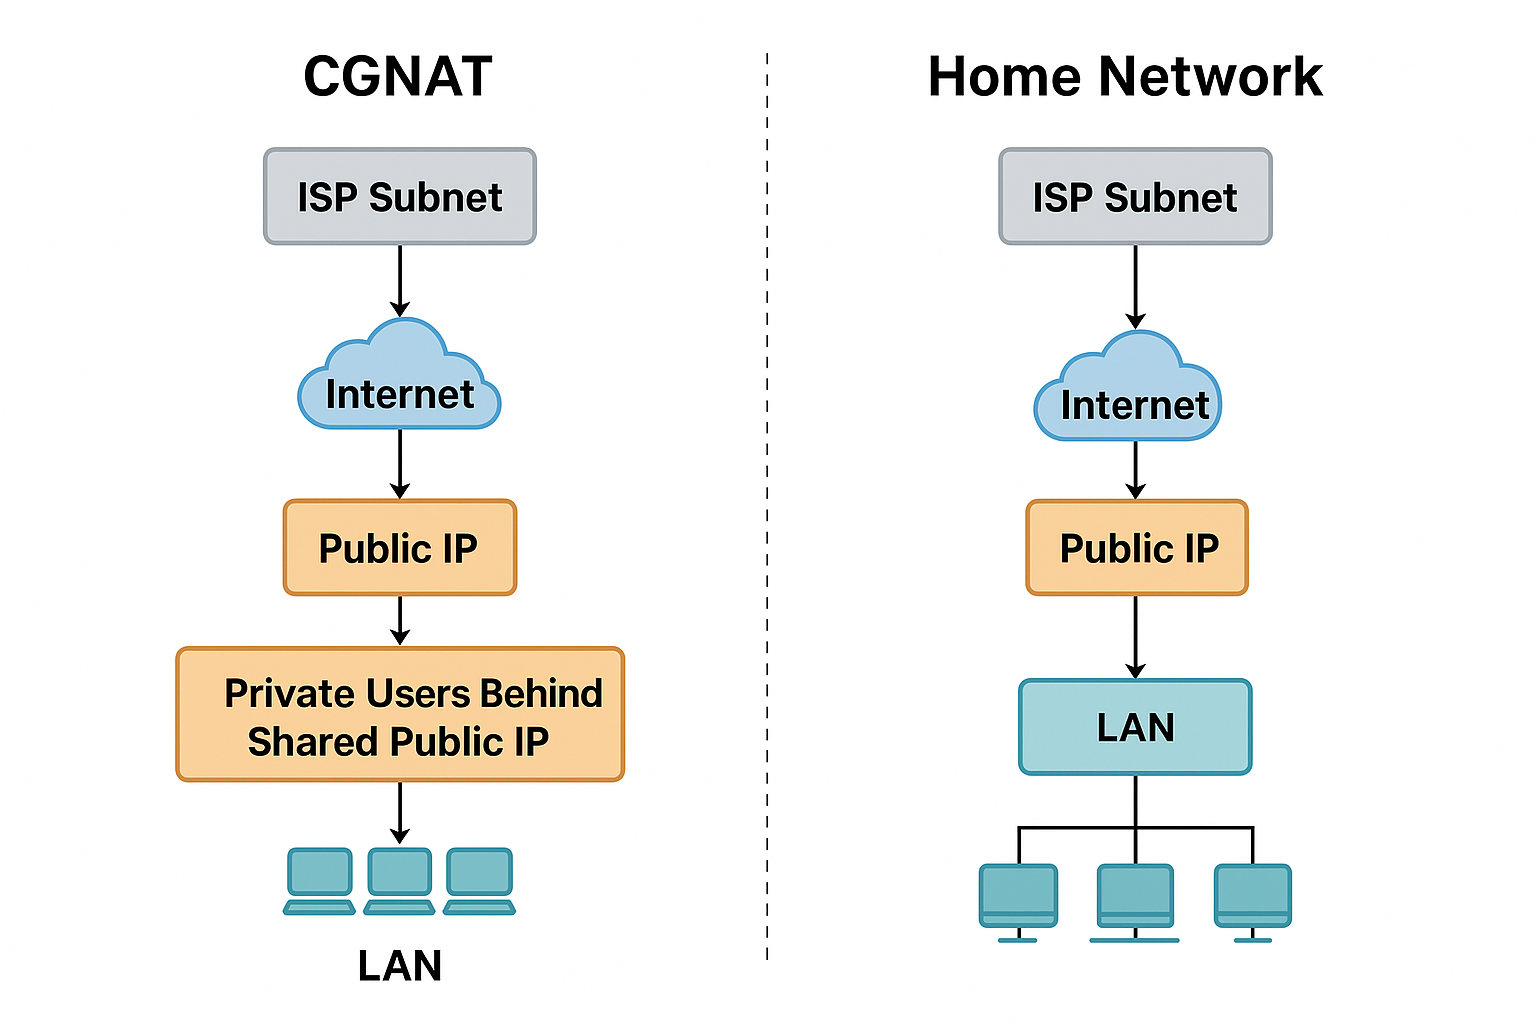 CGNAT
ISP Subnet
Internet
Public IP
Private Users Behind
Shared Public IP
LAN
Home Network
ISP Subnet
Internet
Public IP
LAN